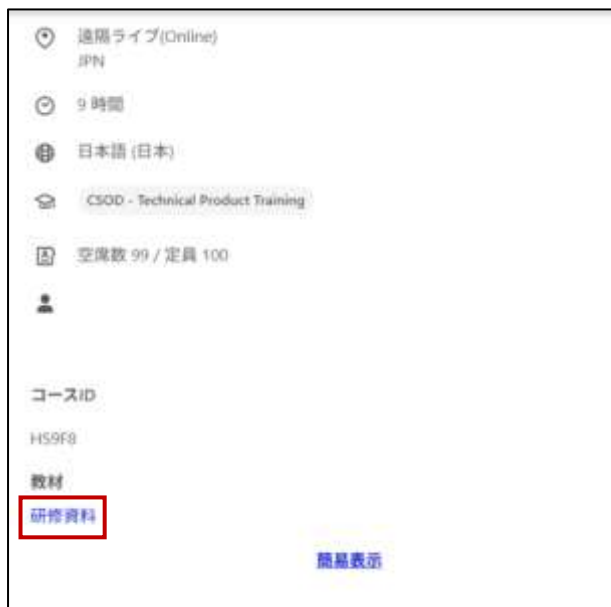 遠隔ライブ(Online)
JPN
9 時間
日本語 (日本)
CSOD - Technical Product Training
空席数 99 / 定員 100
コースID
HS9F8
教材
研修資料
簡易表示